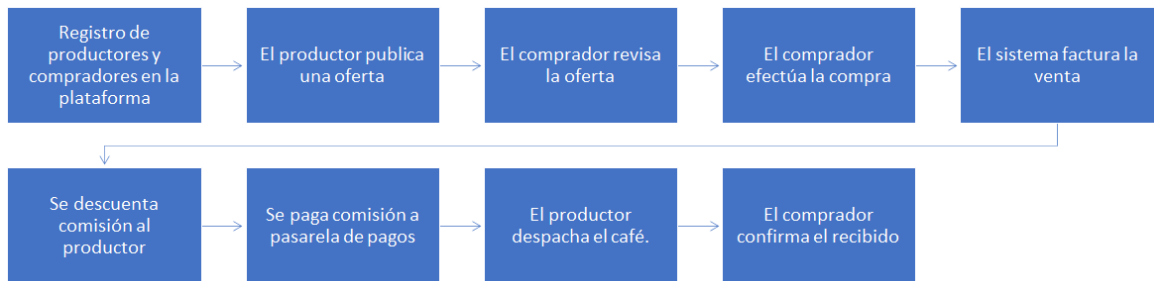 Registro de
productores y
compradores en la
plataforma
El productor publica
una oferta
El comprador revisa
la oferta
El comprador
efectúa la compra
El sistema factura la
venta
Se descuenta
comisión al
productor
Se paga comisión a
pasarela de pagos
El productor
despacha el café.
El comprador
confirma el recibido